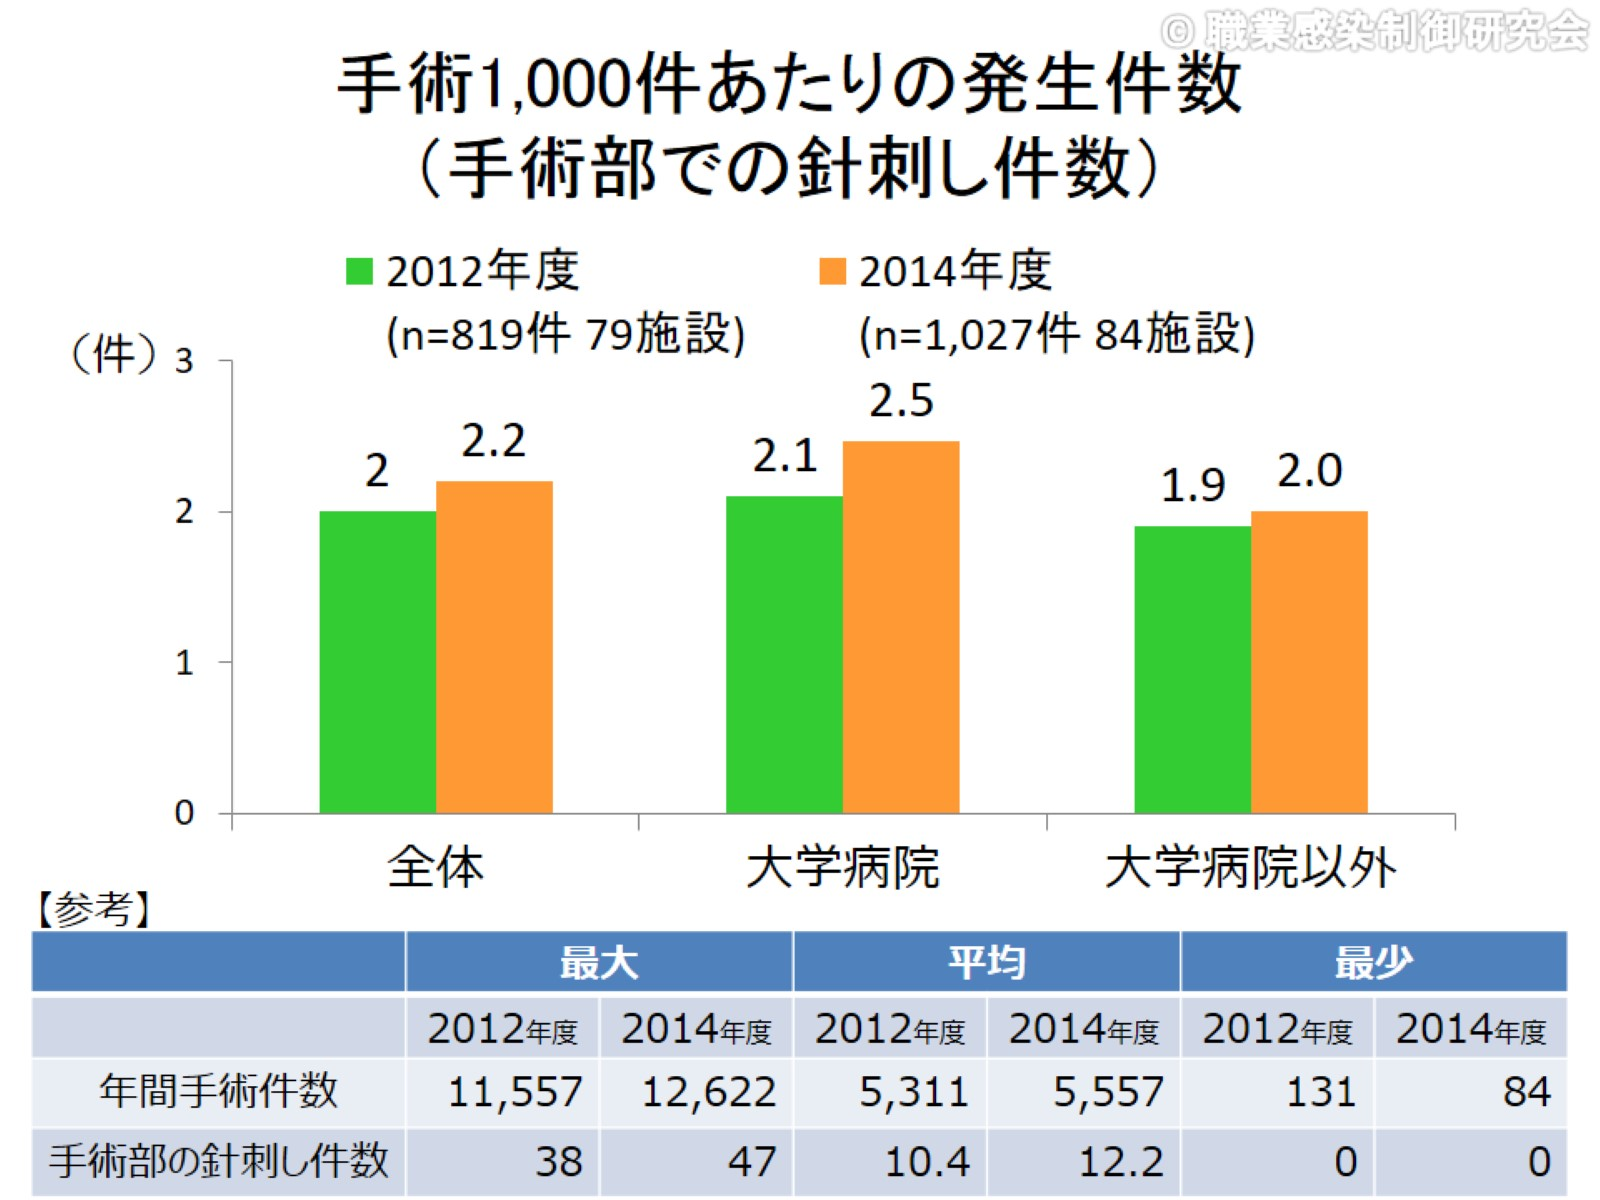 © 職業感染制御研究会
手術1,000件あたりの発生件数
（手術部での針刺し件数）
2012年度
(n=819件 79施設)
2014年度
(n=1,027件 84施設)
（件）
3
2
1
0
2
2.2
2.1
2.5
1.9
2.0
全体 大学病院 大学病院以外
【参考】
最大 平均 最少
2012年度 2014年度 2012年度 2014年度 2012年度 2014年度
年間手術件数 11,557 12,622 5,311 5,557 131 84
手術部の針刺し件数 38 47 10.4 12.2 0 0